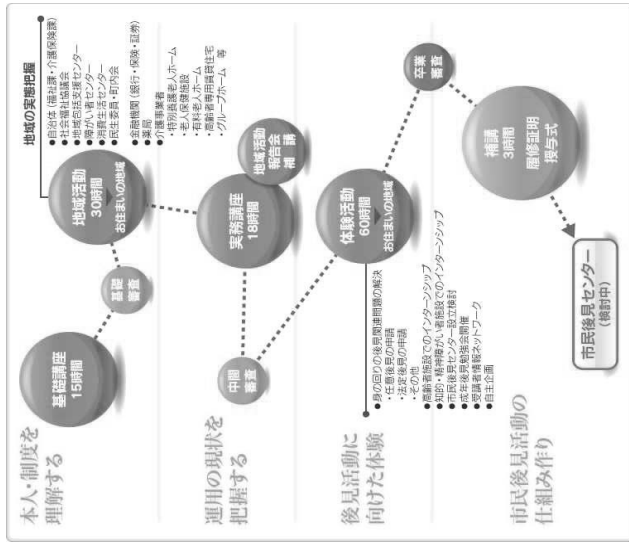 本人・制度を
理解する
基礎講座
15時間
基礎
審査
地域活動
30時間
お住まいの地域
地域の実態把握
●自治体（福祉課・介護保険課）
●社会福祉協議会
●地域包括支援センター
●障がい者センター
●消費生活センター
●民生委員・町内会
●金融機関（銀行・保険・証券）
●薬局
●介護事業者
・特別養護老人ホーム
・老人保健施設
・有料老人ホーム
・高齢者専用賃貸住宅
・グループホーム　等
運用の現状を
把握する
中間
審査
実務講座
18時間
地域活動
報告会
補　講
後見活動に
向けた体験
●身の回りの後見関連問題の解決
・任意後見の申請
・法定後見の申請
・その他
●高齢者施設でのインターンシップ
●知的・精神障がい者施設でのインターンシップ
●市民後見センター設立検討
●成年後見勉強会開催
●受講者情報ネットワーク
●自主企画
体験活動
60時間
お住まいの地域
卒業
審査
市民後見活動の
仕組み作り
補講
3時間
履修証明
授与式
市民後見センター
（検討中）